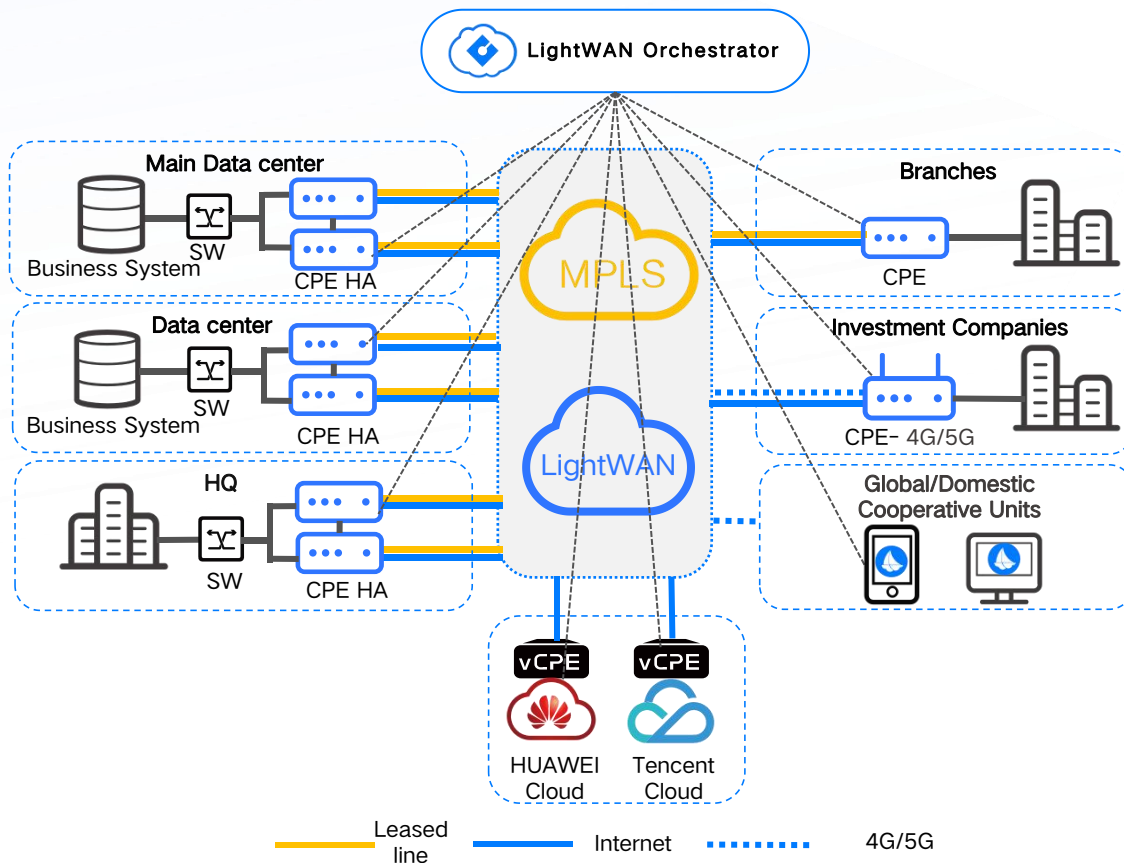 LightWAN Orchestrator
Main Data center
Business System
SW
CPE HA
Data center
Business System
SW
CPE HA
HQ
SW
CPE HA
MPLS
LightWAN
Branches
CPE
Investment Companies
CPE- 4G/5G
Global/Domestic
Cooperative Units
vCPE
vCPE
HUAWEI
Cloud
Tencent
Cloud
Leased
line
Internet
4G/5G